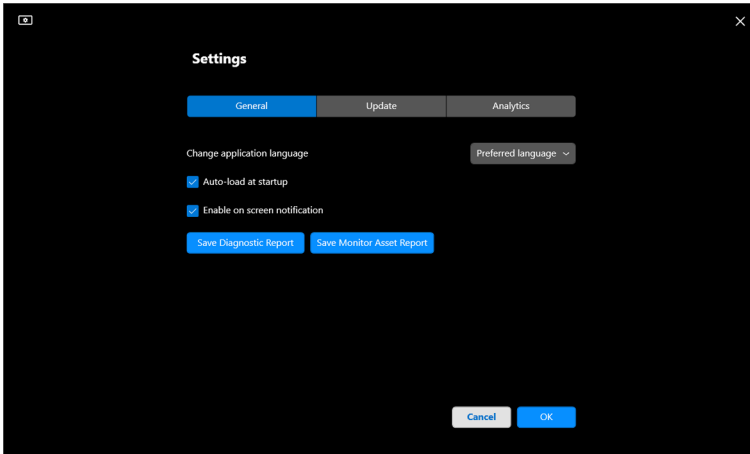 Settings
General
Update
Analytics
Change application language
Preferred language
Auto-load at startup
Enable on screen notification
Save Diagnostic Report
Save Monitor Asset Report
Cancel
OK